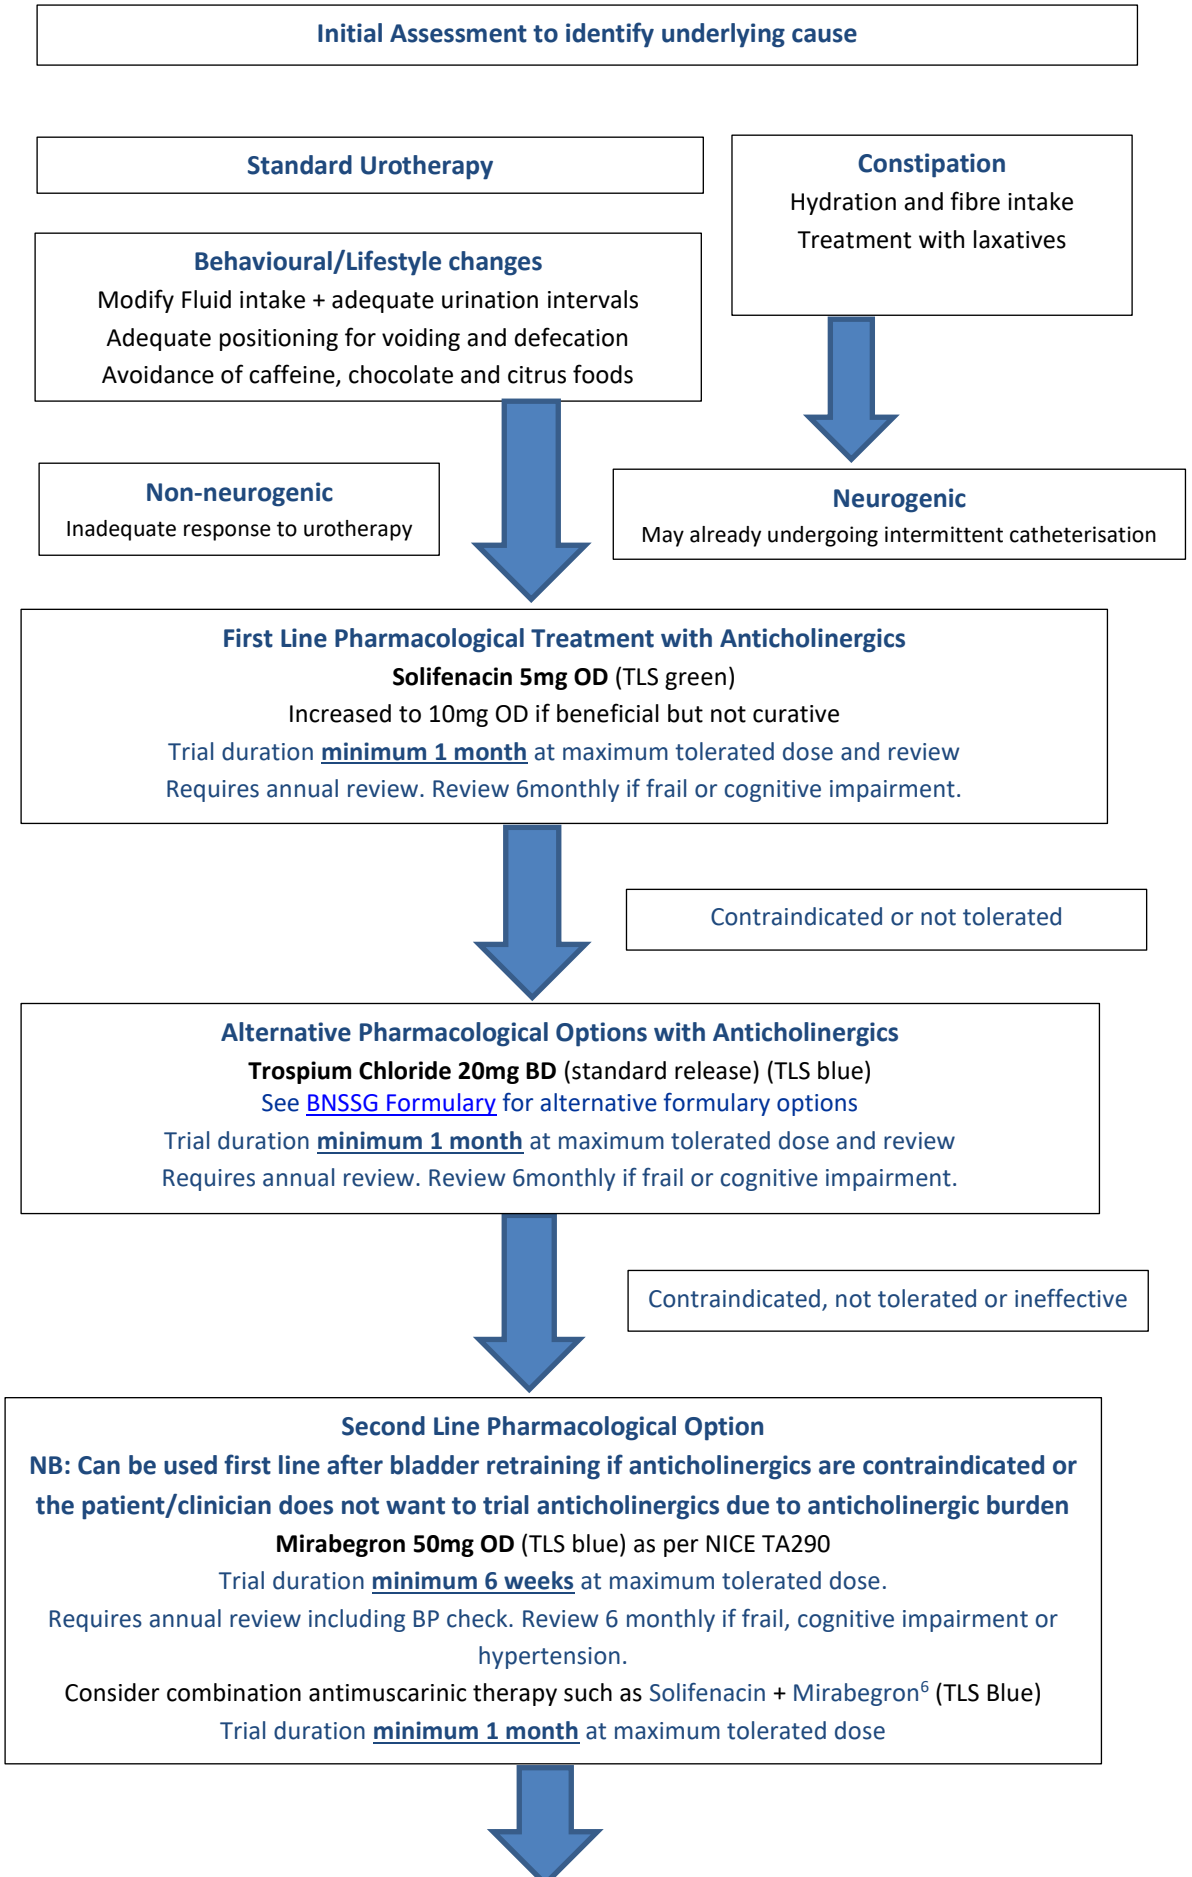 Initial Assessment to identify underlying cause
Standard Urotherapy
Constipation
Hydration and fibre intake
Treatment with laxatives
Behavioural/Lifestyle changes
Modify Fluid intake + adequate urination intervals
Adequate positioning for voiding and defecation
Avoidance of caffeine, chocolate and citrus foods
Non-neurogenic
Inadequate response to urotherapy
Neurogenic
May already undergoing intermittent catheterisation
First Line Pharmacological Treatment with Anticholinergics
Solifenacin 5mg OD (TLS green)
Increased to 10mg OD if beneficial but not curative
Trial duration minimum 1 month at maximum tolerated dose and review
Requires annual review. Review 6monthly if frail or cognitive impairment.
Contraindicated or not tolerated
Alternative Pharmacological Options with Anticholinergics
Trospium Chloride 20mg BD (standard release) (TLS blue)
See BNSSG Formulary for alternative formulary options
Trial duration minimum 1 month at maximum tolerated dose and review
Requires annual review. Review 6monthly if frail or cognitive impairment.
Contraindicated, not tolerated or ineffective
Second Line Pharmacological Option
NB: Can be used first line after bladder retraining if anticholinergics are contraindicated or
the patient/clinician does not want to trial anticholinergics due to anticholinergic burden
Mirabegron 50mg OD (TLS blue) as per NICE TA290
Trial duration minimum 6 weeks at maximum tolerated dose.
Requires annual review including BP check. Review 6 monthly if frail, cognitive impairment or
hypertension.
Consider combination antimuscarinic therapy such as Solifenacin + Mirabegron⁶ (TLS Blue)
Trial duration minimum 1 month at maximum tolerated dose